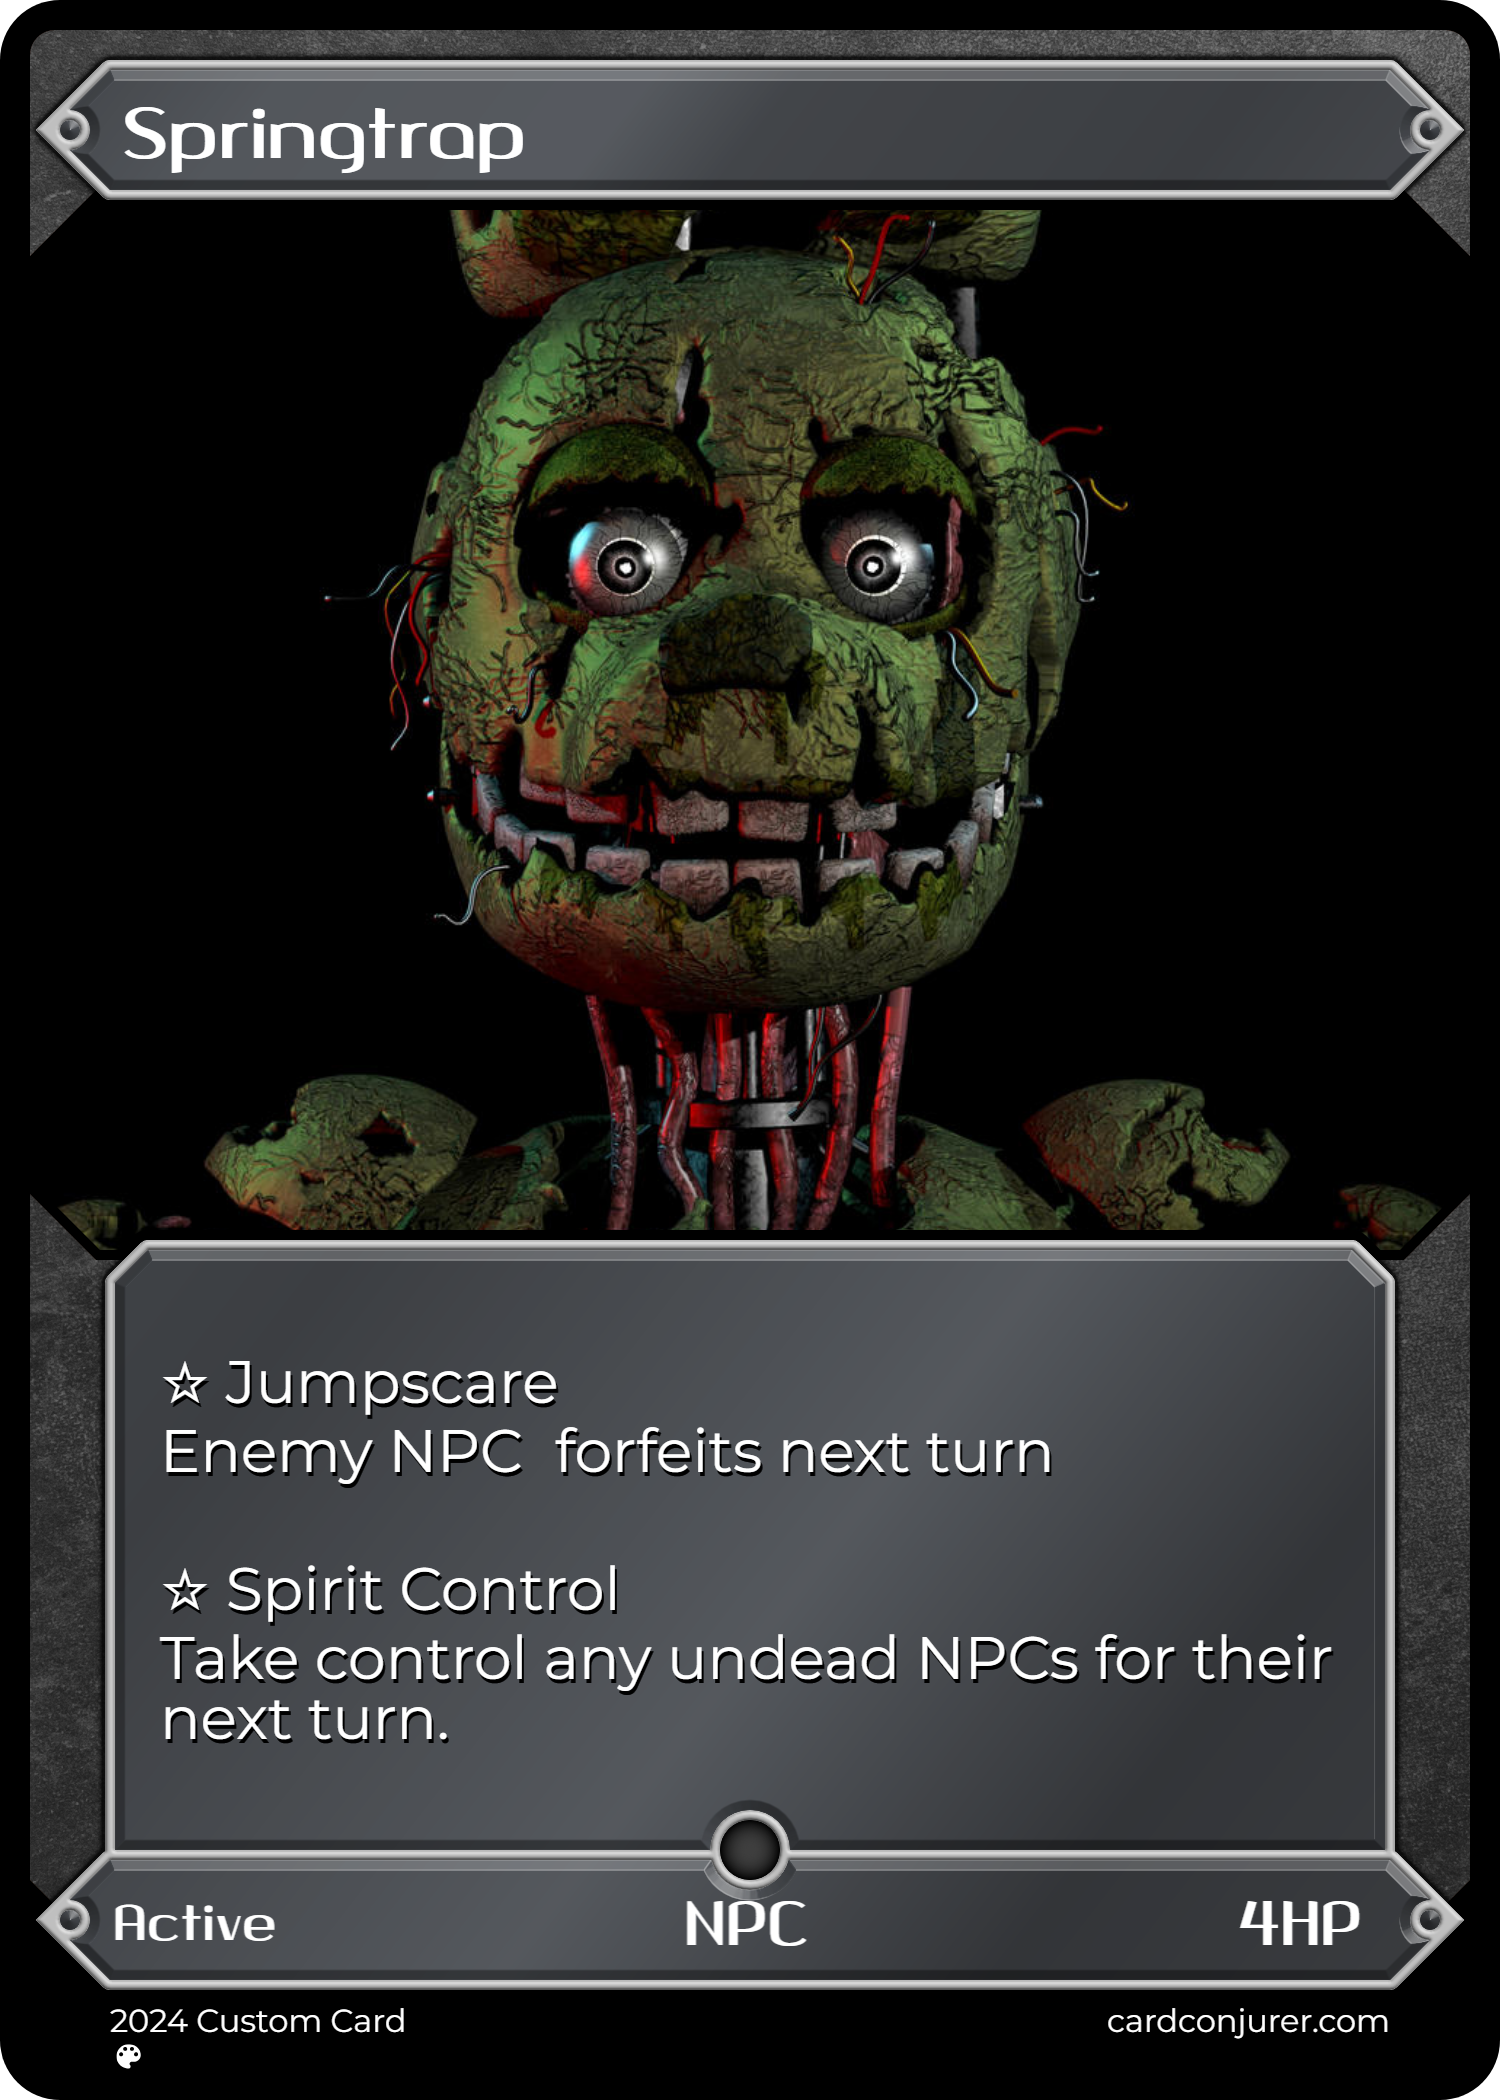 Springtrap
☆ Jumpscare
Enemy NPC  forfeits next turn
☆ Spirit Control
Take control any undead NPCs for their
next turn.
Active NPC 4HP
2024 Custom Card cardconjurer.com